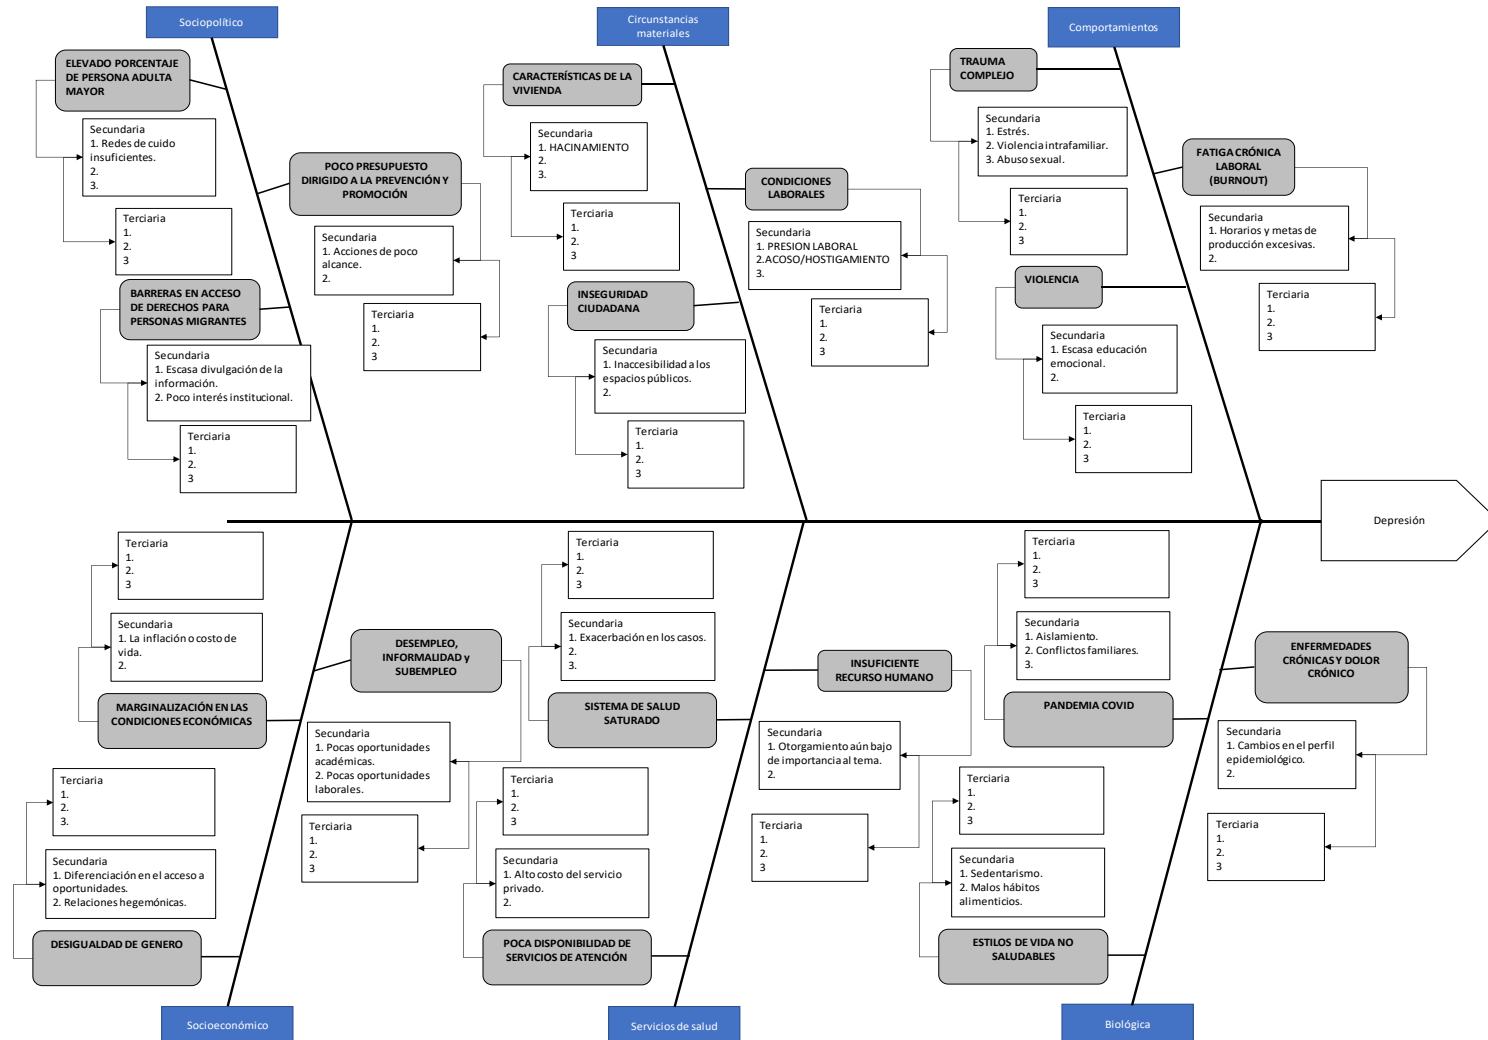 Sociopolítico
ELEVADO PORCENTAJE
DE PERSONA ADULTA
MAYOR
Secundaria
1. Redes de cuido
insuficientes.
2.
3.
Terciaria
1.
2.
3
POCO PRESUPUESTO
DIRIGIDO A LA PREVENCIÓN Y
PROMOCIÓN
Secundaria
1. Acciones de poco
alcance.
2.
Terciaria
1.
2.
3
BARRERAS EN ACCESO
DE DERECHOS PARA
PERSONAS MIGRANTES
Secundaria
1. Escasa divulgación de la
información.
2. Poco interés institucional.
Terciaria
1.
2.
3
Circunstancias
materiales
CARACTERÍSTICAS DE LA
VIVIENDA
Secundaria
1. HACINAMIENTO
2.
3.
Terciaria
1.
2.
3
CONDICIONES
LABORALES
Secundaria
1. PRESION LABORAL
2.ACOSO/HOSTIGAMIENTO
3.
Terciaria
1.
2.
3
INSEGURIDAD
CIUDADANA
Secundaria
1. Inaccesibilidad a los
espacios públicos.
2.
Terciaria
1.
2.
3
Comportamientos
TRAUMA
COMPLEJO
Secundaria
1. Estrés.
2. Violencia intrafamiliar.
3. Abuso sexual.
Terciaria
1.
2.
3
FATIGA CRÓNICA
LABORAL
(BURNOUT)
Secundaria
1. Horarios y metas de
producción excesivas.
2.
Terciaria
1.
2.
3
VIOLENCIA
Secundaria
1. Escasa educación
emocional.
2.
Terciaria
1.
2.
3
Depresión
Terciaria
1.
2.
3
Secundaria
1. La inflación o costo de
vida.
2.
MARGINALIZACIÓN EN LAS
CONDICIONES ECONÓMICAS
DESEMPLEO,
INFORMALIDAD y
SUBEMPLEO
Secundaria
1. Pocas oportunidades
académicas.
2. Pocas oportunidades
laborales.
Terciaria
1.
2.
3
Terciaria
1.
2.
3.
Secundaria
1. Diferenciación en el acceso a
oportunidades.
2. Relaciones hegemónicas.
DESIGUALDAD DE GENERO
Socioeconómico
Terciaria
1.
2.
3
Secundaria
1. Exacerbación en los casos.
2.
3.
SISTEMA DE SALUD
SATURADO
INSUFICIENTE
RECURSO HUMANO
Secundaria
1. Otorgamiento aún bajo
de importancia al tema.
2.
Terciaria
1.
2.
3
Terciaria
1.
2.
3
Secundaria
1. Alto costo del servicio
privado.
2.
POCA DISPONIBILIDAD DE
SERVICIOS DE ATENCIÓN
Servicios de salud
Terciaria
1.
2.
3
Secundaria
1. Aislamiento.
2. Conflictos familiares.
3.
PANDEMIA COVID
ENFERMEDADES
CRÓNICAS Y DOLOR
CRÓNICO
Secundaria
1. Cambios en el perfil
epidemiológico.
2.
Terciaria
1.
2.
3
Terciaria
1.
2.
3
Secundaria
1. Sedentarismo.
2. Malos hábitos
alimenticios.
ESTILOS DE VIDA NO
SALUDABLES
Biológica